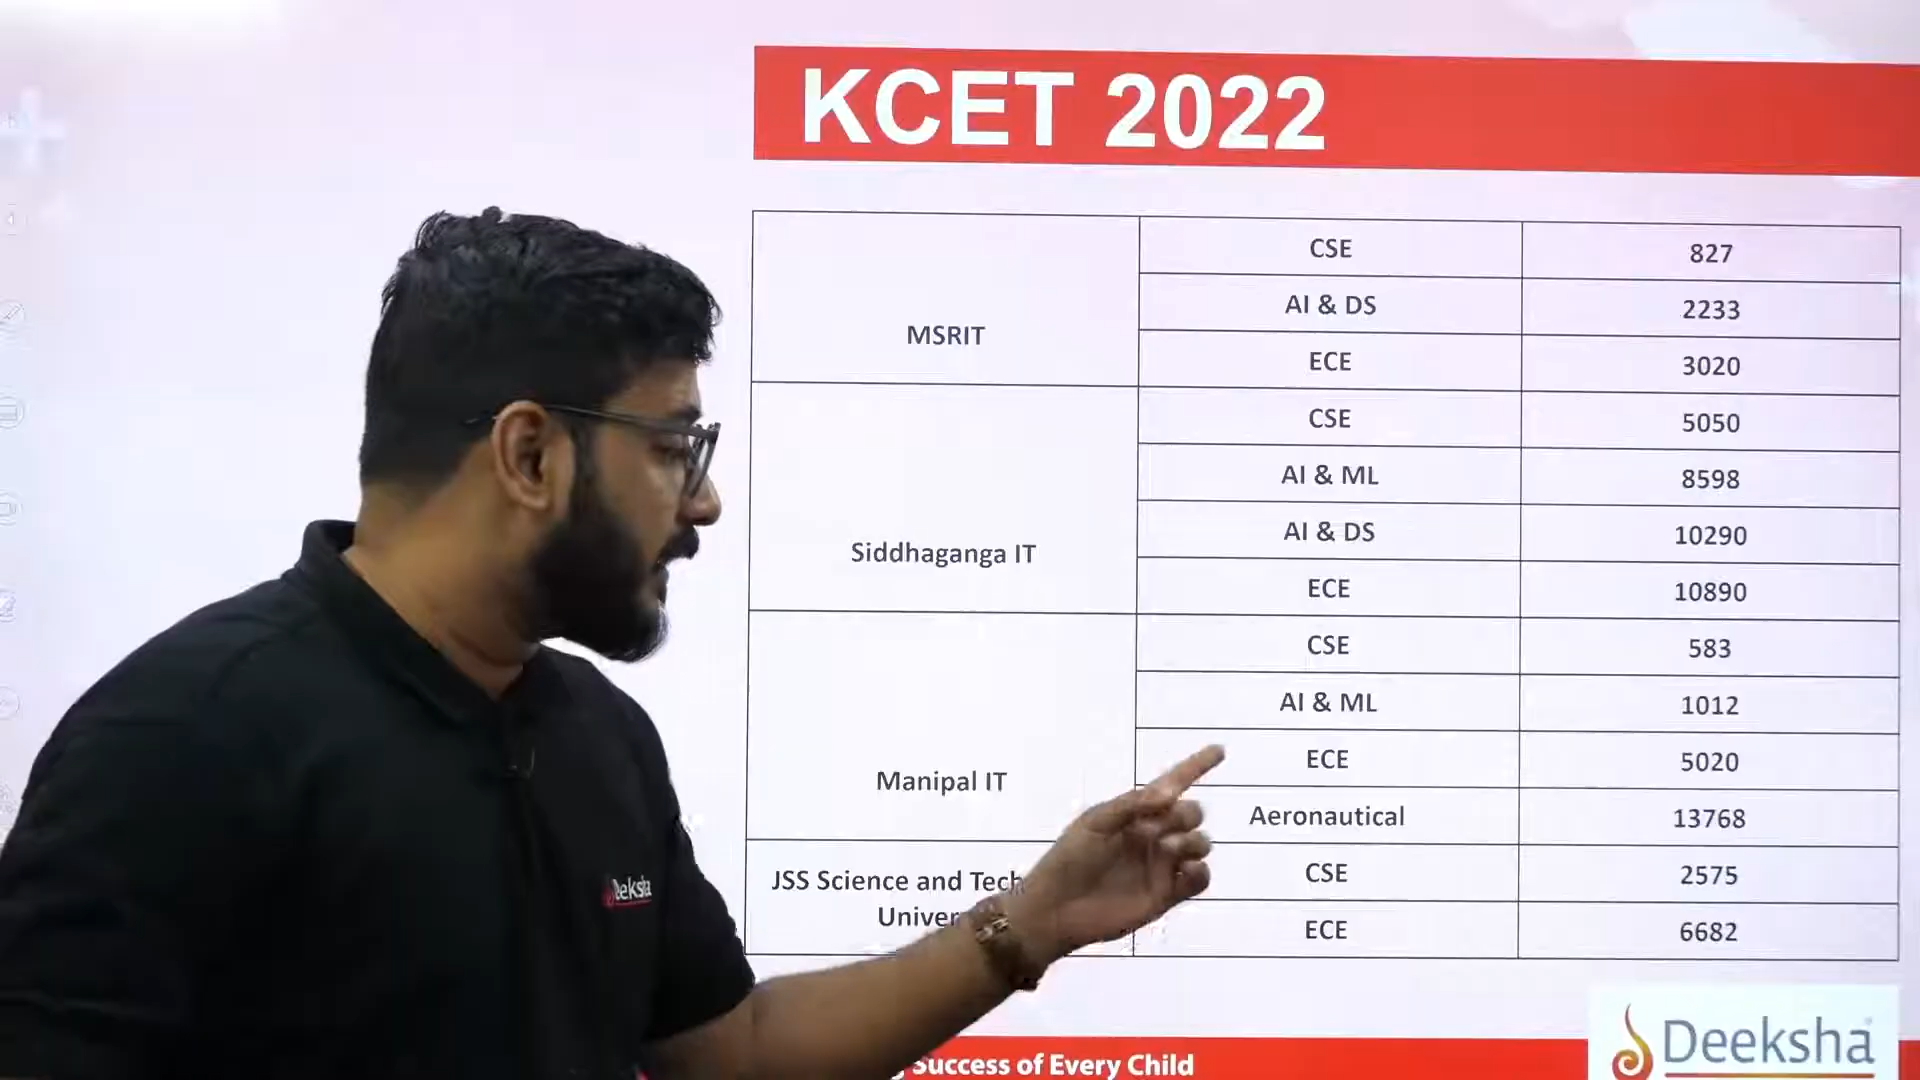 KCET 2022
MSRIT
CSE 827
AI & DS 2233
ECE 3020
Siddhaganga IT
CSE 5050
AI & ML 8598
AI & DS 10290
ECE 10890
Manipal IT
CSE 583
AI & ML 1012
ECE 5020
Aeronautical 13768
JSS Science and
CSE 2575
ECE 6682
Deeksha
Success of Every Child
Deeksha